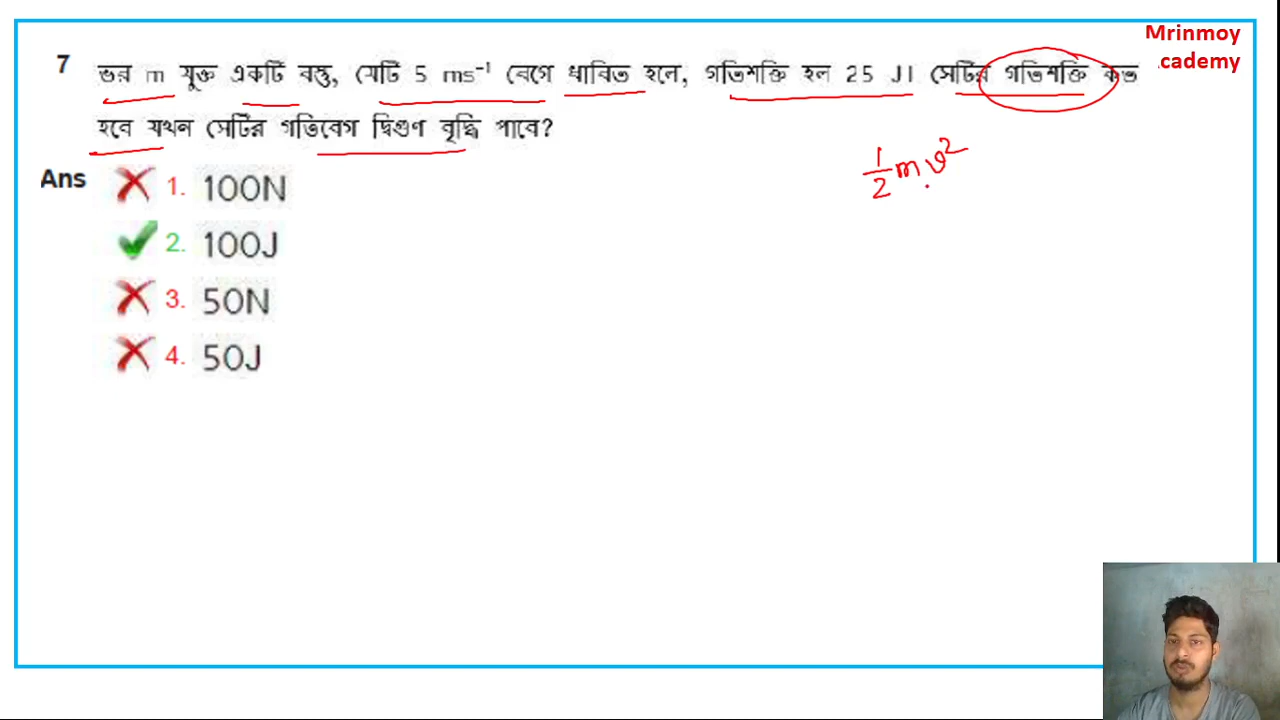 Mrinmoy
Academy
7 ভর m যুক্ত একটি বস্তু, যেটি 5 ms⁻¹ বেগে ধাবিত হলে, গতিশক্তি হল 25 J। সেটির গতিশক্তি কত
হবে যখন সেটির গতিবেগ দ্বিগুণ বৃদ্ধি পাবে?
½mv²
Ans 1. 100N
2. 100J
3. 50N
4. 50J